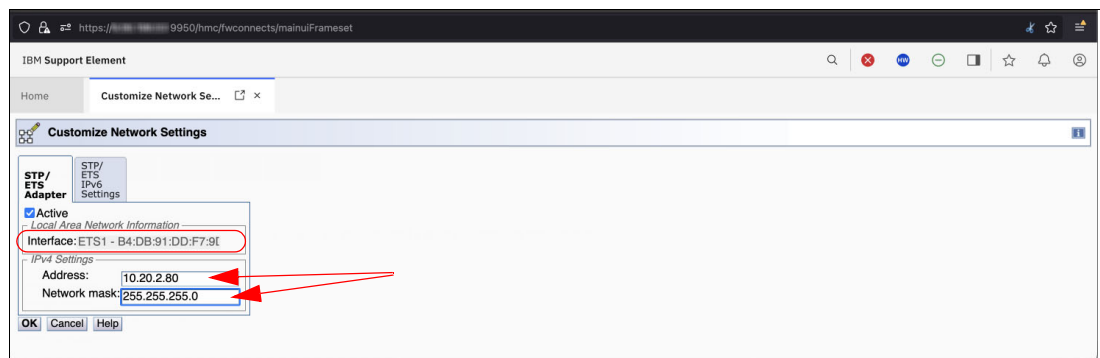 https:// 9950/hmc/fwconnects/mainuiFrameset
IBM Support Element
HW
Home
Customize Network Se...
Customize Network Settings
i
STP/
ETS
Adapter
STP/
ETS
IPv6
Settings
Active
Local Area Network Information
Interface: ETS1 - B4:DB:91:DD:F7:9
IPv4 Settings
Address: 10.20.2.80
Network mask: 255.255.255.0
OK Cancel Help